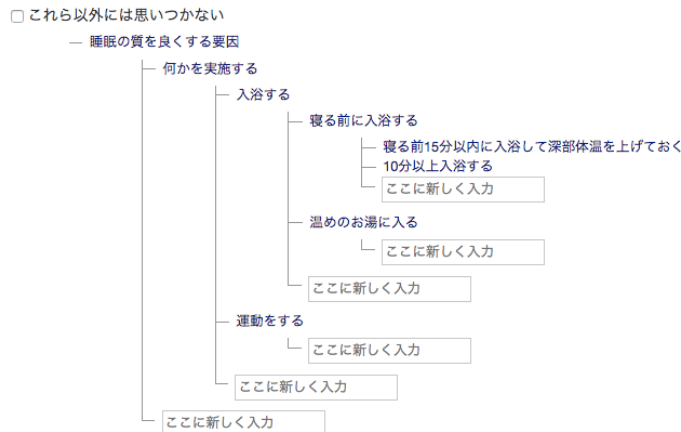 これら以外には思いつかない
睡眠の質を良くする要因
何かを実施する
入浴する
寝る前に入浴する
寝る前15分以内に入浴して深部体温を上げておく
10分以上入浴する
ここに新しく入力
温めのお湯に入る
ここに新しく入力
ここに新しく入力
運動をする
ここに新しく入力
ここに新しく入力
ここに新しく入力